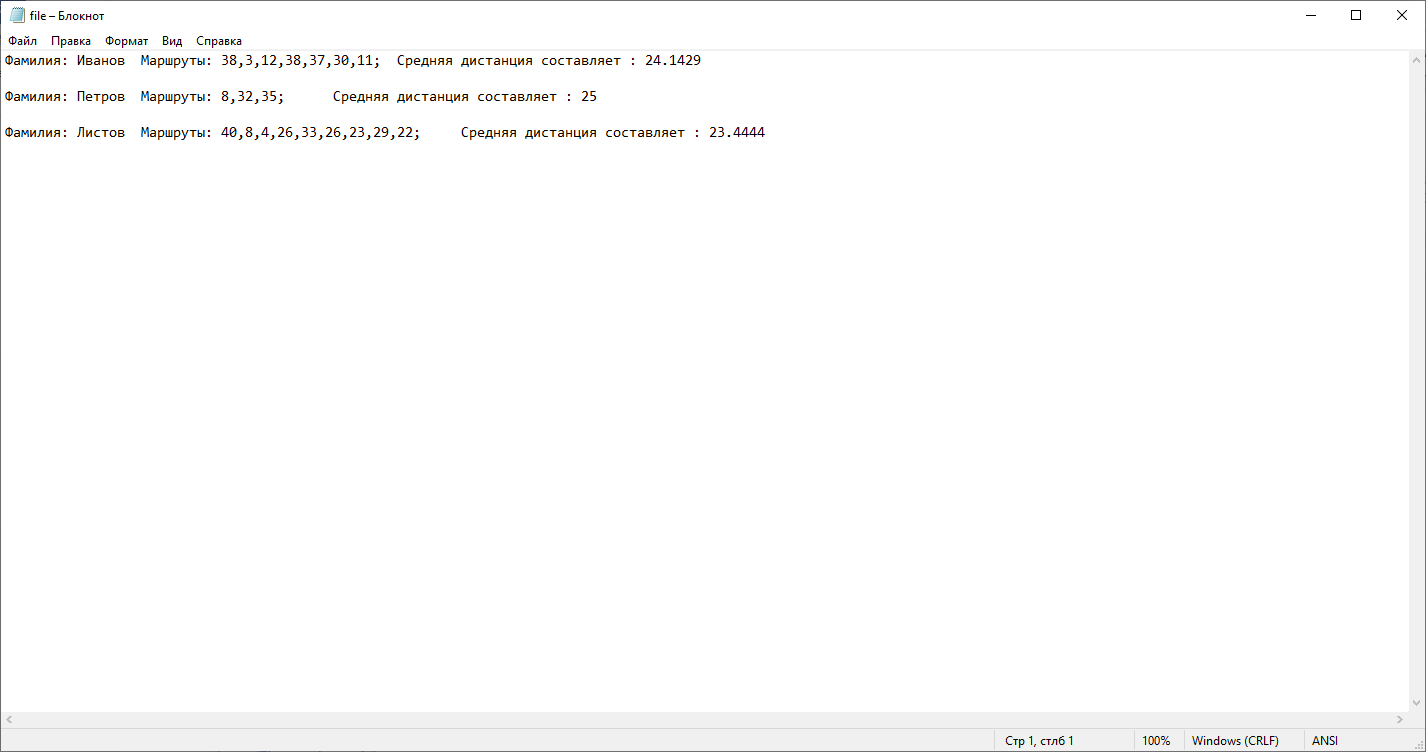 file – Блокнот
Файл Правка Формат Вид Справка
Фамилия: Иванов  Маршруты: 38,3,12,38,37,30,11;  Средняя дистанция составляет : 24.1429
Фамилия: Петров  Маршруты: 8,32,35;      Средняя дистанция составляет : 25
Фамилия: Листов  Маршруты: 40,8,4,26,33,26,23,29,22;     Средняя дистанция составляет : 23.4444
Стр 1, стлб 1 100% Windows (CRLF) ANSI